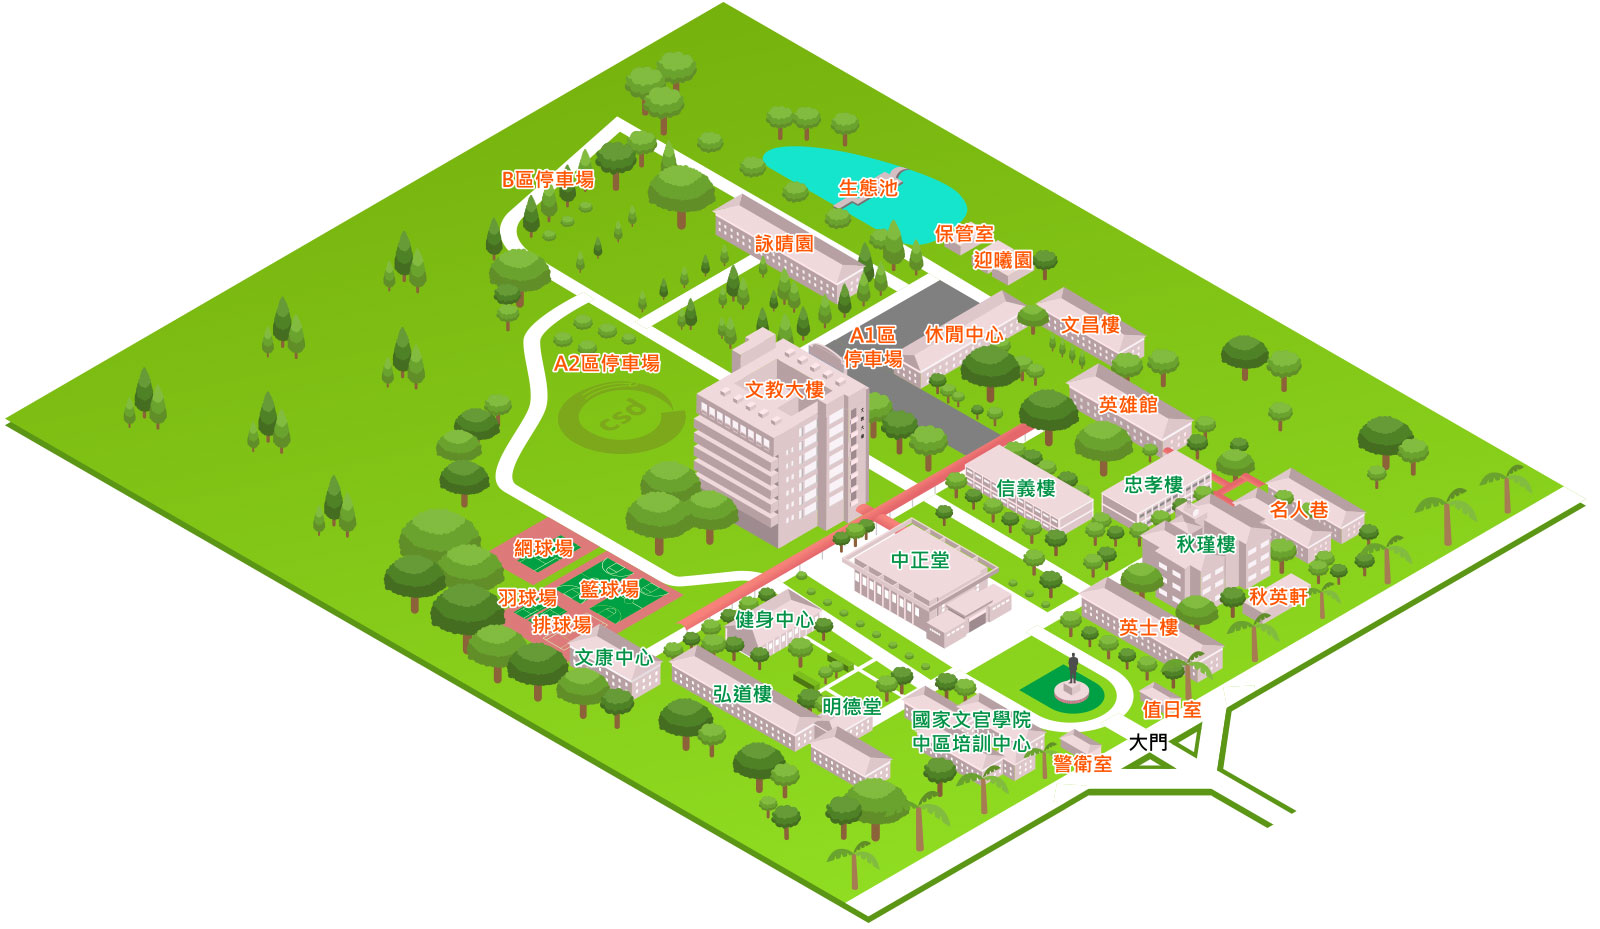 B區停車場
生態池
保管室
詠晴園
迎曦園
A1區
停車場
休閒中心
文昌樓
A2區停車場
文教大樓
csd
文教大樓
英雄館
信義樓
忠孝樓
名人巷
網球場
中正堂
秋瑾樓
籃球場
羽球場
秋英軒
排球場
健身中心
英士樓
文康中心
弘道樓
明德堂
國家文官學院
中區培訓中心
值日室
大門
警衛室